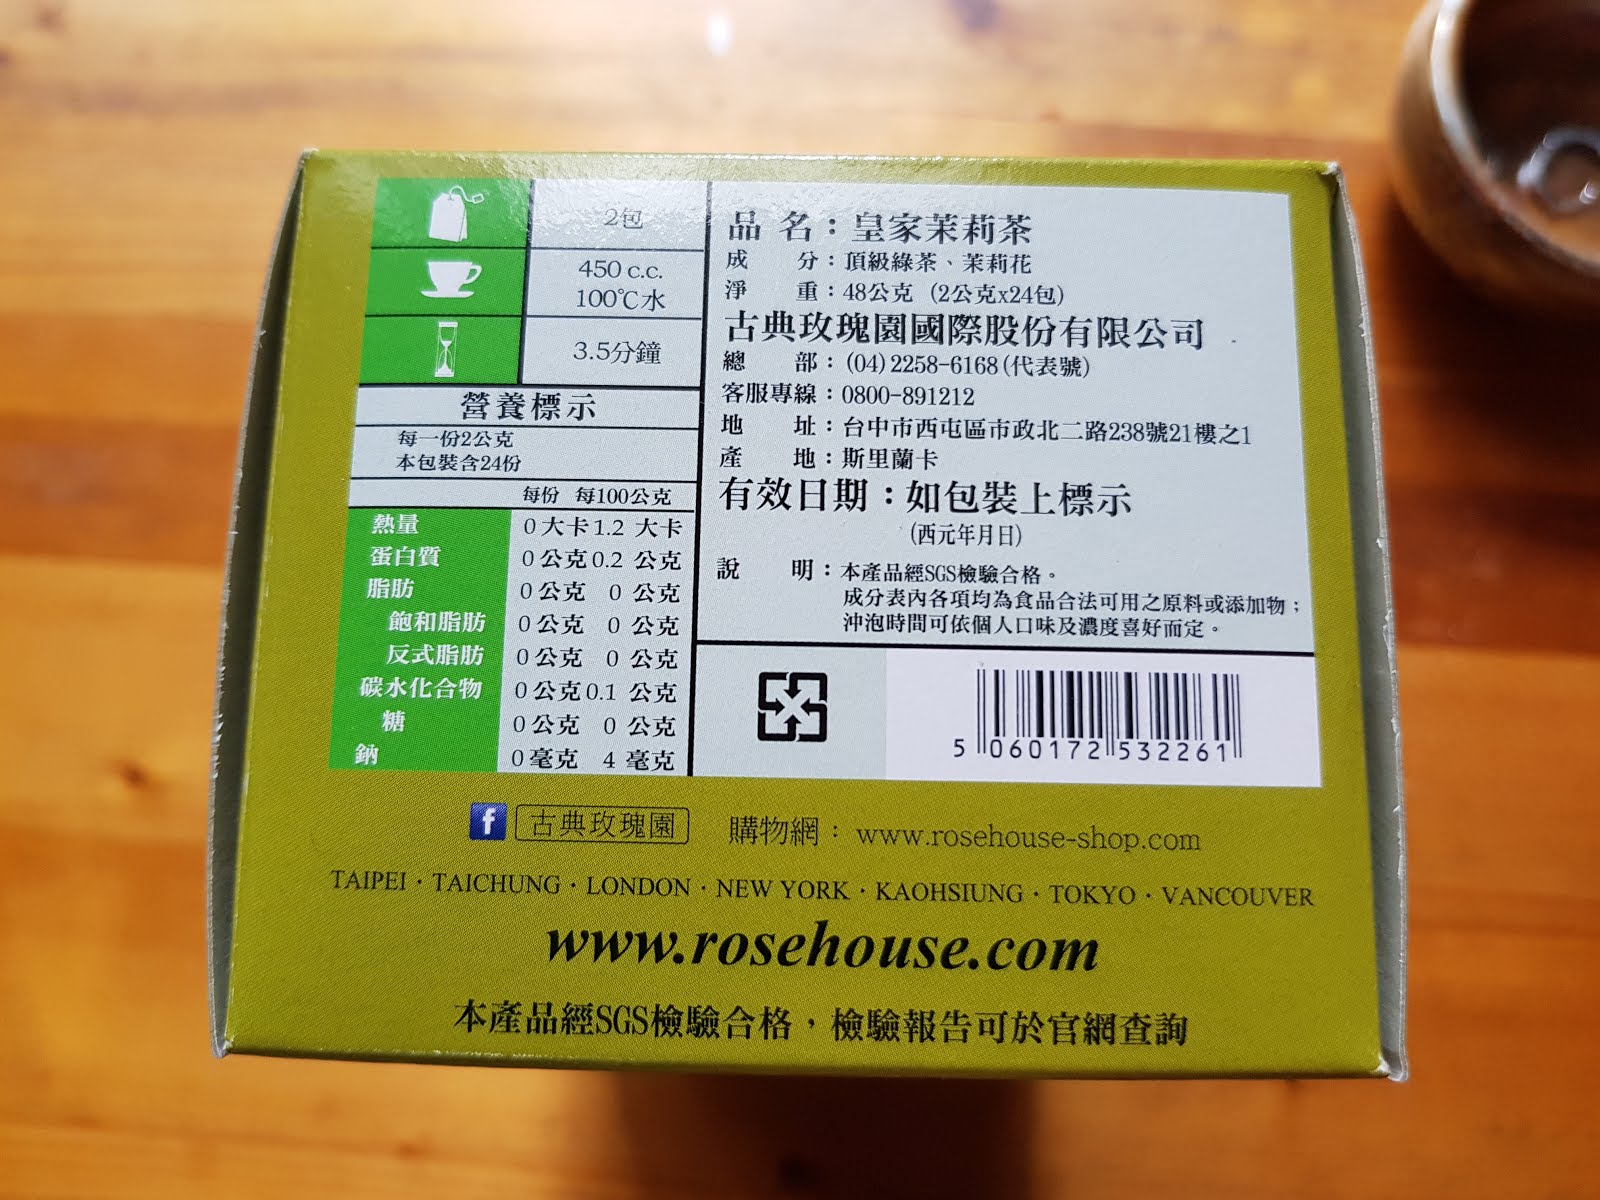 2包
450 c.c.
100℃水
3.5分鐘
營養標示
每一份2公克
本包裝含24份
每份 每100公克
熱量 0 大卡 1.2 大卡
蛋白質 0 公克 0.2 公克
脂肪 0 公克 0 公克
飽和脂肪 0 公克 0 公克
反式脂肪 0 公克 0 公克
碳水化合物 0 公克 0.1 公克
糖 0 公克 0 公克
鈉 0 毫克 4 毫克
品 名：皇家茉莉茶
成 分：頂級綠茶、茉莉花
淨 重：48公克 (2公克x24包)
古典玫瑰園國際股份有限公司
總 部：(04) 2258-6168 (代表號)
客服專線：0800-891212
地 址：台中市西屯區市政北二路238號21樓之1
產 地：斯里蘭卡
有效日期：如包裝上標示
(西元年月日)
說 明：本產品經SGS檢驗合格。
成分表內各項均為食品合法可用之原料或添加物；
沖泡時間可依個人口味及濃度喜好而定。
5 060172 532261
f 古典玫瑰園 購物網：www.rosehouse-shop.com
TAIPEI · TAICHUNG · LONDON · NEW YORK · KAOHSIUNG · TOKYO · VANCOUVER
www.rosehouse.com
本產品經SGS檢驗合格，檢驗報告可於官網查詢